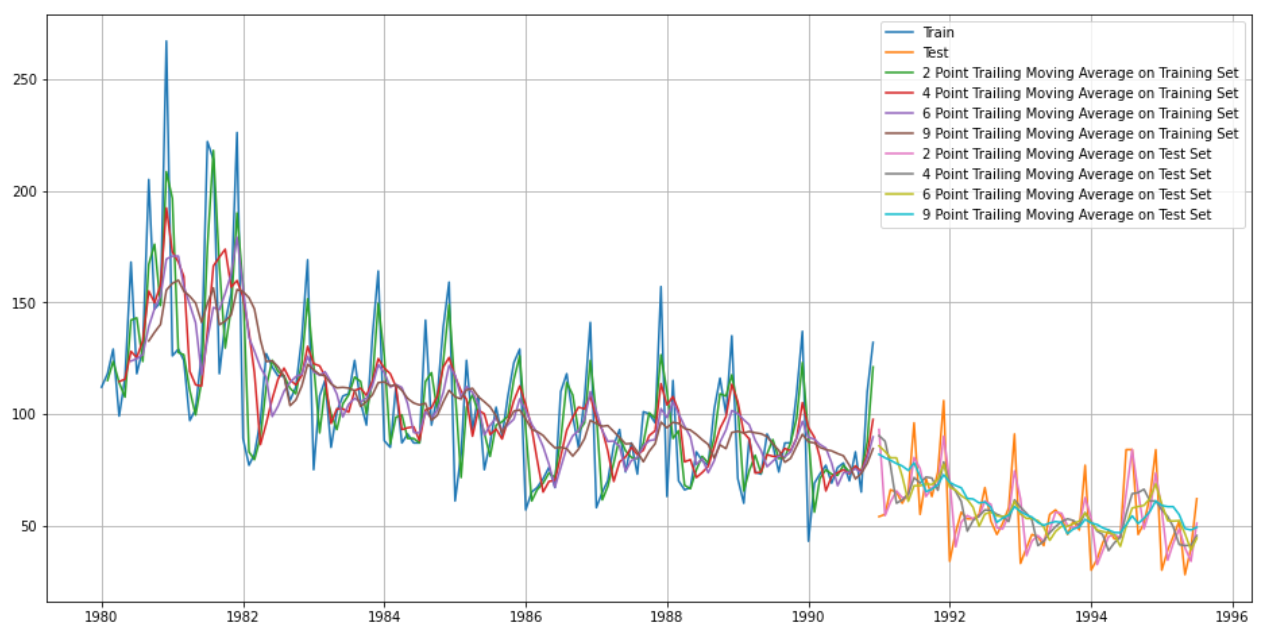 Train
Test
2 Point Trailing Moving Average on Training Set
4 Point Trailing Moving Average on Training Set
6 Point Trailing Moving Average on Training Set
9 Point Trailing Moving Average on Training Set
2 Point Trailing Moving Average on Test Set
4 Point Trailing Moving Average on Test Set
6 Point Trailing Moving Average on Test Set
9 Point Trailing Moving Average on Test Set
250
200
150
100
50
1980 1982 1984 1986 1988 1990 1992 1994 1996